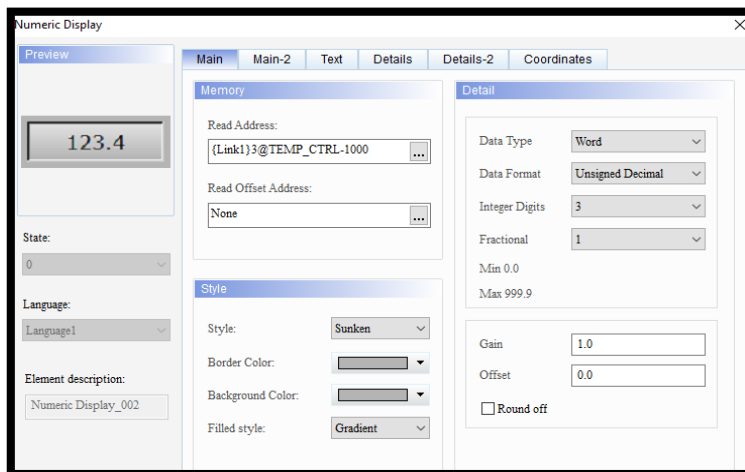 Numeric Display
Preview
123.4
State:
0
Language:
Language1
Element description:
Numeric Display_002
Main Main-2 Text Details Details-2 Coordinates
Memory
Read Address:
{Link1}3@TEMP_CTRL-1000
...
Read Offset Address:
None
...
Style
Style: Sunken
Border Color:
Background Color:
Filled style: Gradient
Detail
Data Type Word
Data Format Unsigned Decimal
Integer Digits 3
Fractional 1
Min 0.0
Max 999.9
Gain 1.0
Offset 0.0
Round off